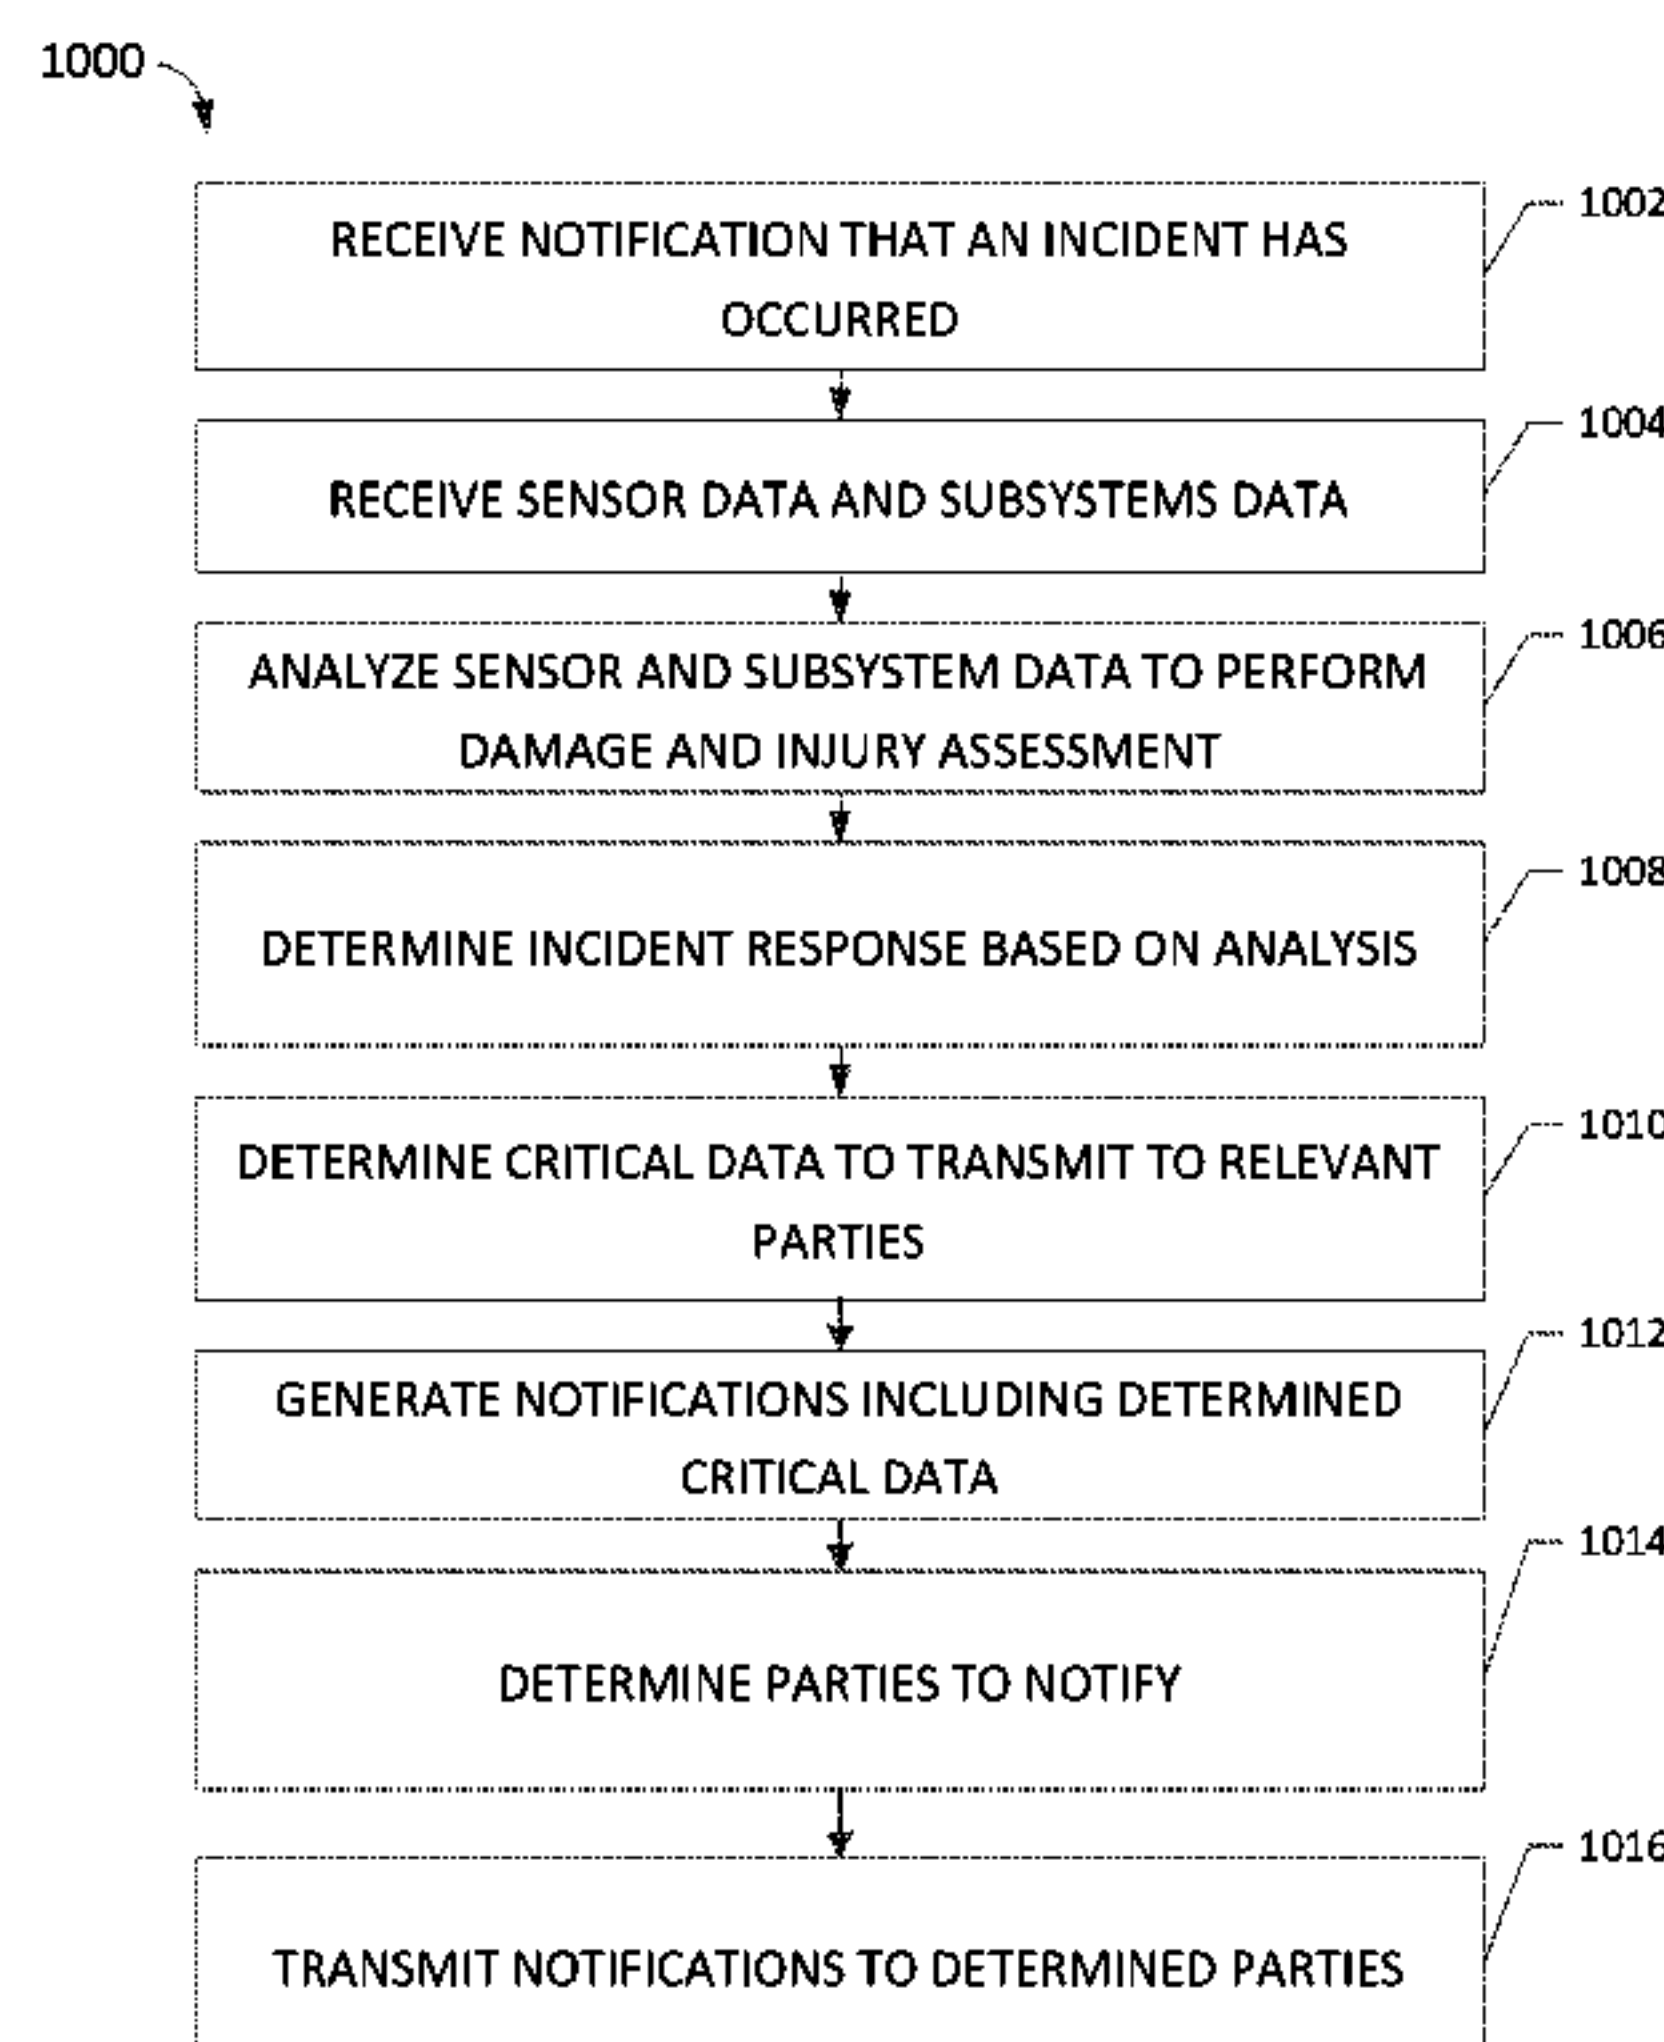 1000
1002
RECEIVE NOTIFICATION THAT AN INCIDENT HAS
OCCURRED
1004
RECEIVE SENSOR DATA AND SUBSYSTEMS DATA
1006
ANALYZE SENSOR AND SUBSYSTEM DATA TO PERFORM
DAMAGE AND INJURY ASSESSMENT
1008
DETERMINE INCIDENT RESPONSE BASED ON ANALYSIS
1010
DETERMINE CRITICAL DATA TO TRANSMIT TO RELEVANT
PARTIES
1012
GENERATE NOTIFICATIONS INCLUDING DETERMINED
CRITICAL DATA
1014
DETERMINE PARTIES TO NOTIFY
1016
TRANSMIT NOTIFICATIONS TO DETERMINED PARTIES